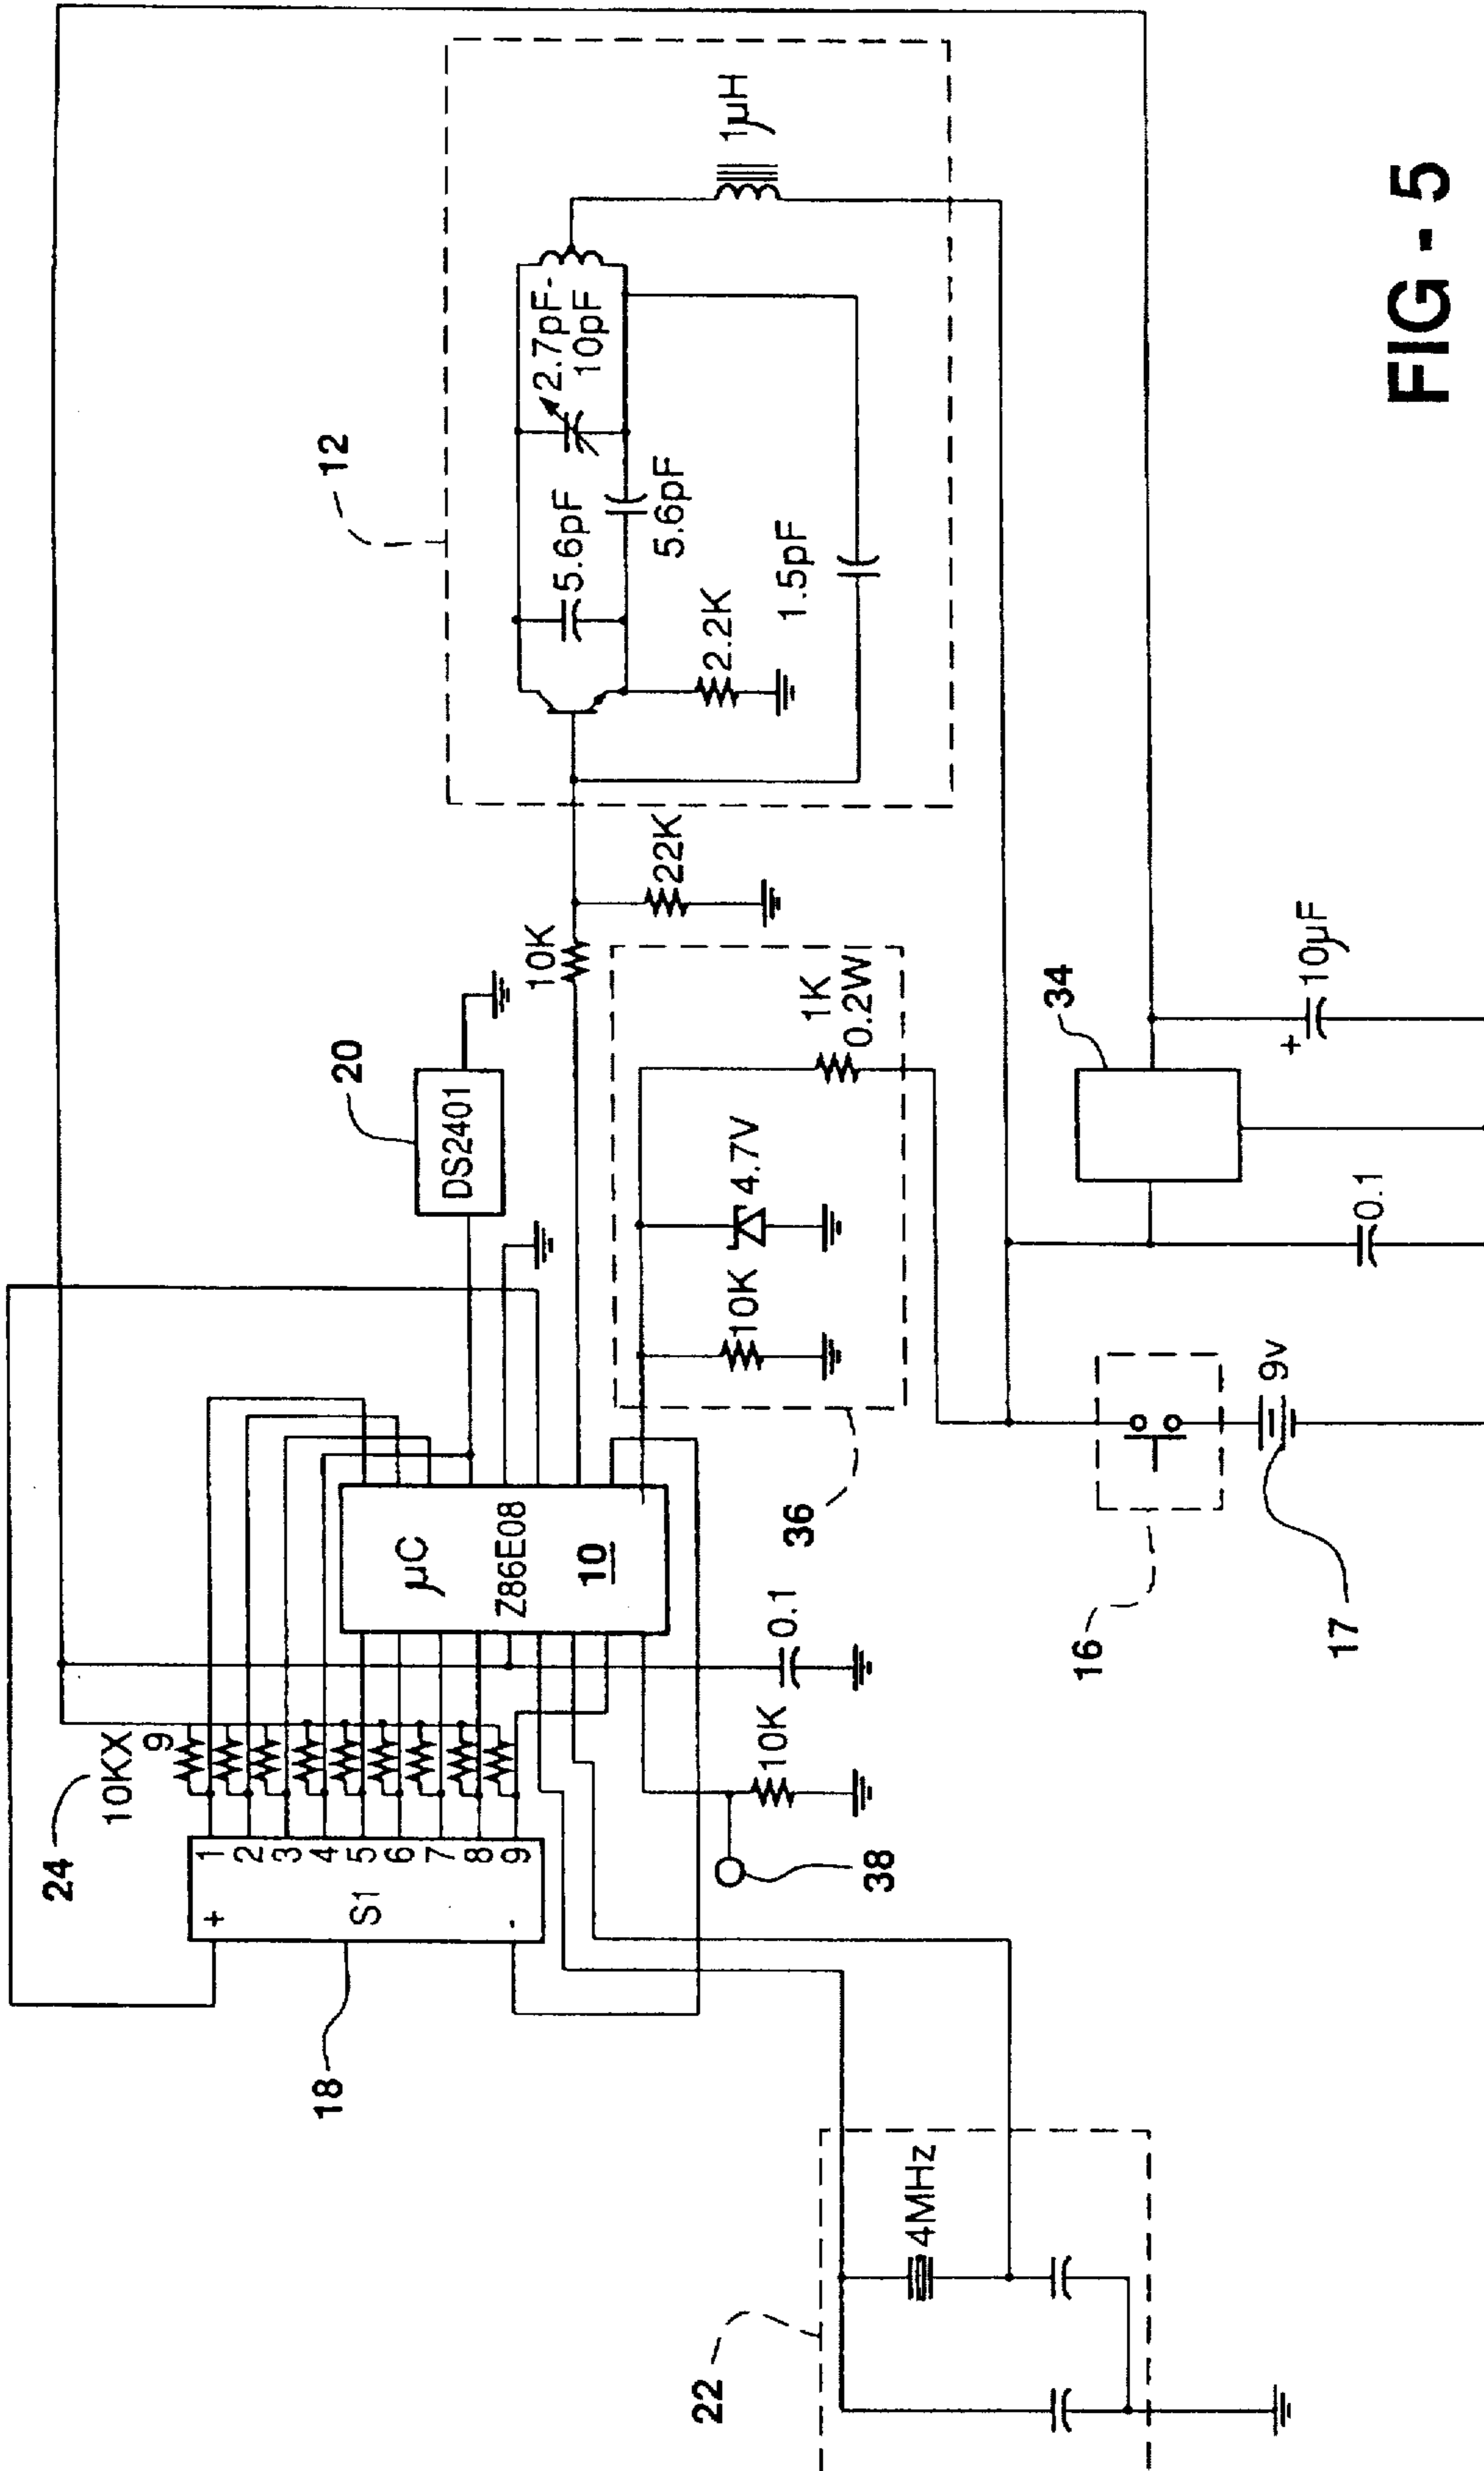 24
10KX
9
18
+
S1
-
1
2
3
4
5
6
7
8
9
µC
Z86E08
10
20
DS2401
10K
22K
12
5.6pF
2.7pF-
10pF
5.6pF
2.2K
1.5pF
1µH
36
10K
4.7V
1K
0.2W
0.1
10K
38
22
4MHz
16
17
9v
34
0.1
+
10µF
FIG - 5